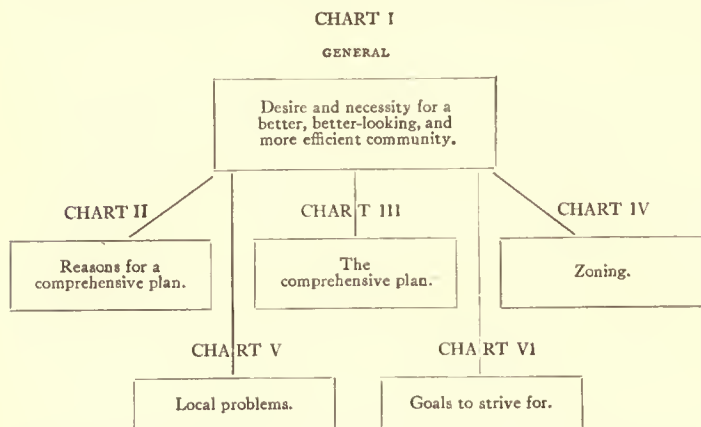 CHART I
GENERAL
Desire and necessity for a
better, better-looking, and
more efficient community.
CHART II
CHART III
CHART IV
Reasons for a
comprehensive plan.
The
comprehensive plan.
Zoning.
CHART V
CHART VI
Local problems.
Goals to strive for.